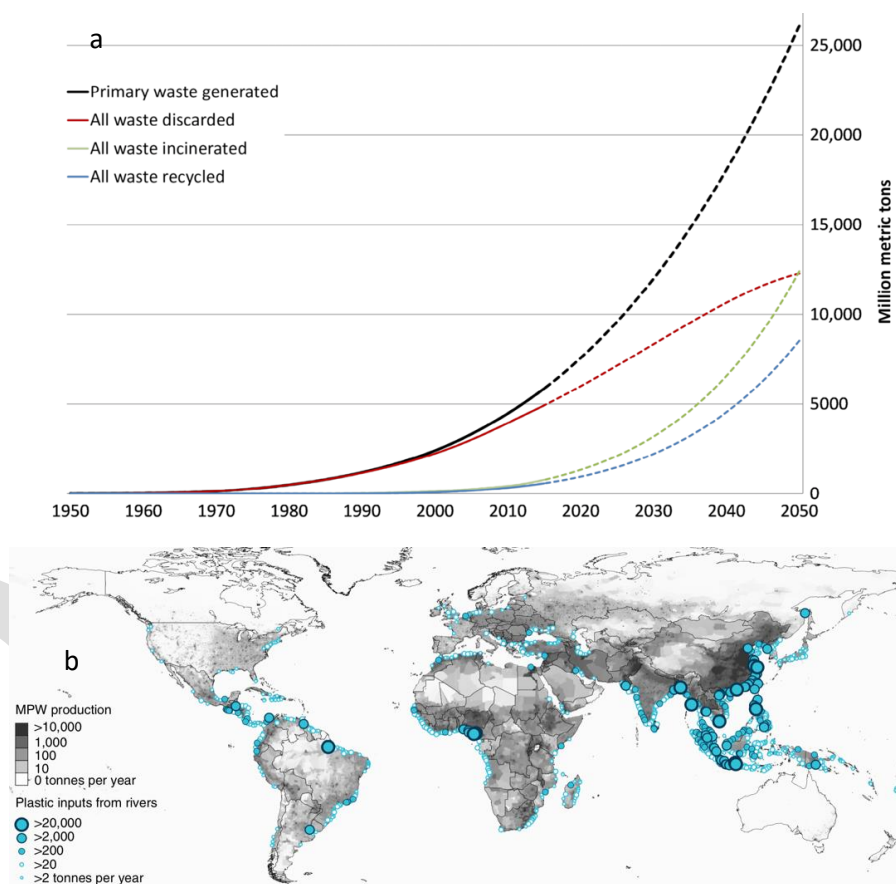 a
25,000
Primary waste generated
All waste discarded
20,000
All waste incinerated
All waste recycled
15,000
10,000
5000
0
Million metric tons
1950 1960 1970 1980 1990 2000 2010 2020 2030 2040 2050
b
MPW production
>10,000
1,000
100
10
0 tonnes per year
Plastic inputs from rivers
>20,000
>2,000
>200
>20
>2 tonnes per year